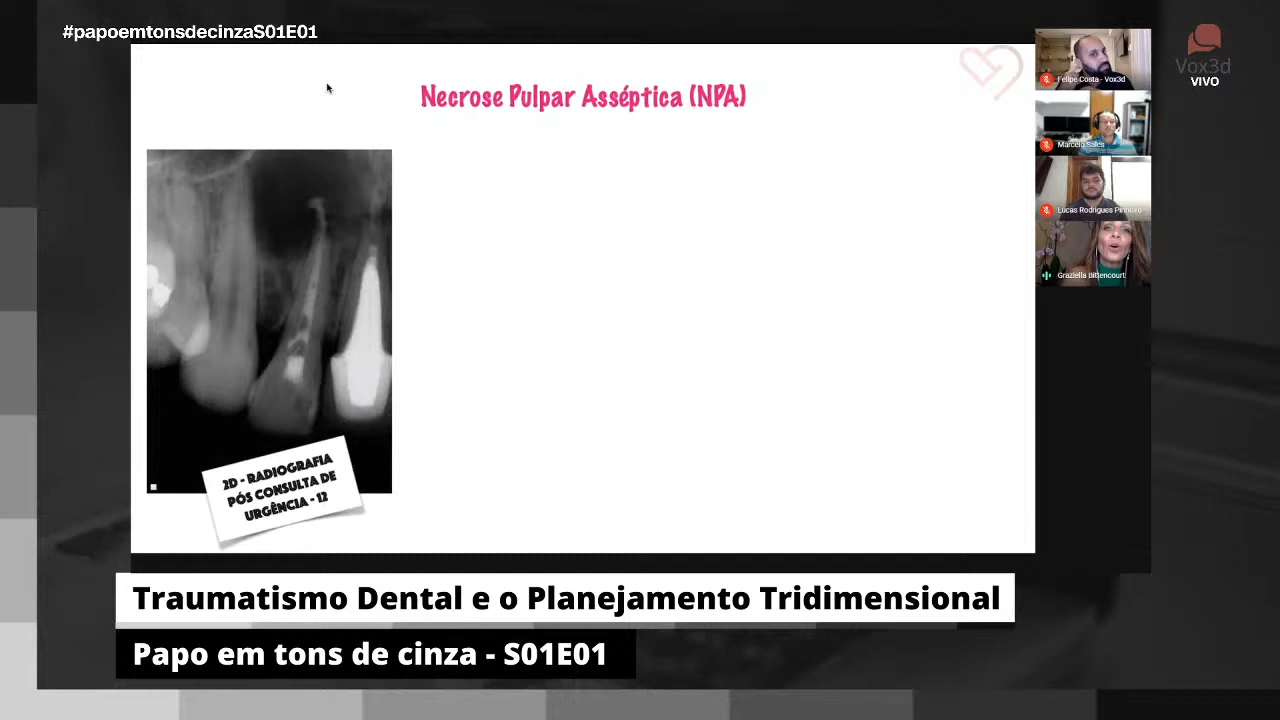 #papoemtonsdecinzaS01E01
Necrose Pulpar Asséptica (NPA)
Vox3d
VIVO
Felipe Costa - Vox3d
Marcelo Sales
Lucas Rodrigues Pinheiro
Graziella Bittencourt
2D - RADIOGRAFIA
PÓS CONSULTA DE
URGÊNCIA - 12
Traumatismo Dental e o Planejamento Tridimensional
Papo em tons de cinza - S01E01